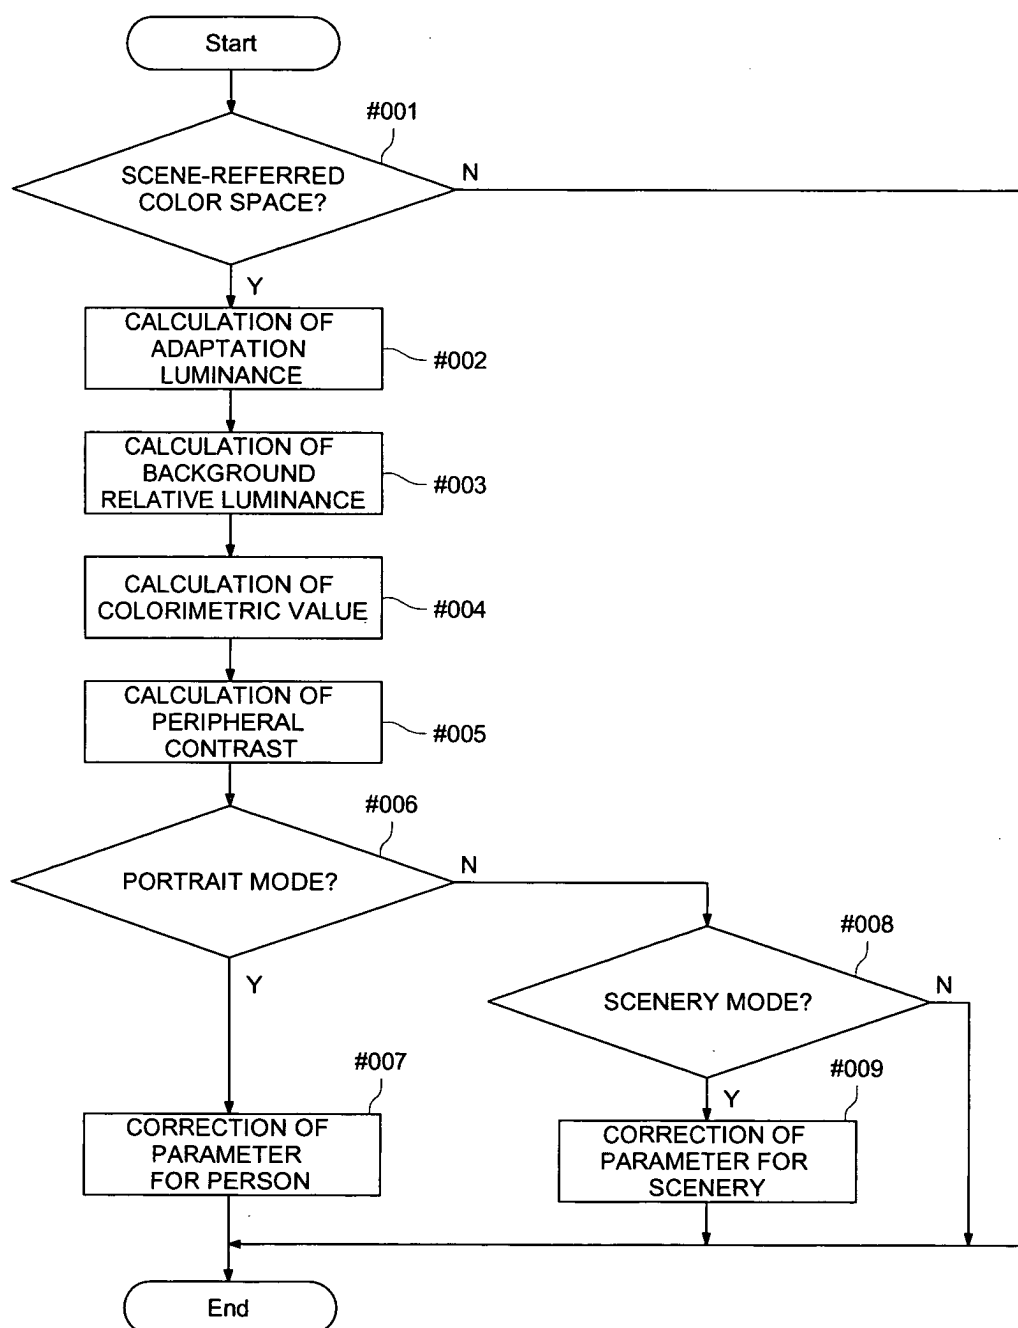 Start
#001
SCENE-REFERRED
COLOR SPACE?
N
Y
CALCULATION OF
ADAPTATION
LUMINANCE
#002
CALCULATION OF
BACKGROUND
RELATIVE LUMINANCE
#003
CALCULATION OF
COLORIMETRIC VALUE
#004
CALCULATION OF
PERIPHERAL
CONTRAST
#005
#006
PORTRAIT MODE?
N
Y
#008
SCENERY MODE?
N
Y
#007
CORRECTION OF
PARAMETER
FOR PERSON
#009
CORRECTION OF
PARAMETER FOR
SCENERY
End